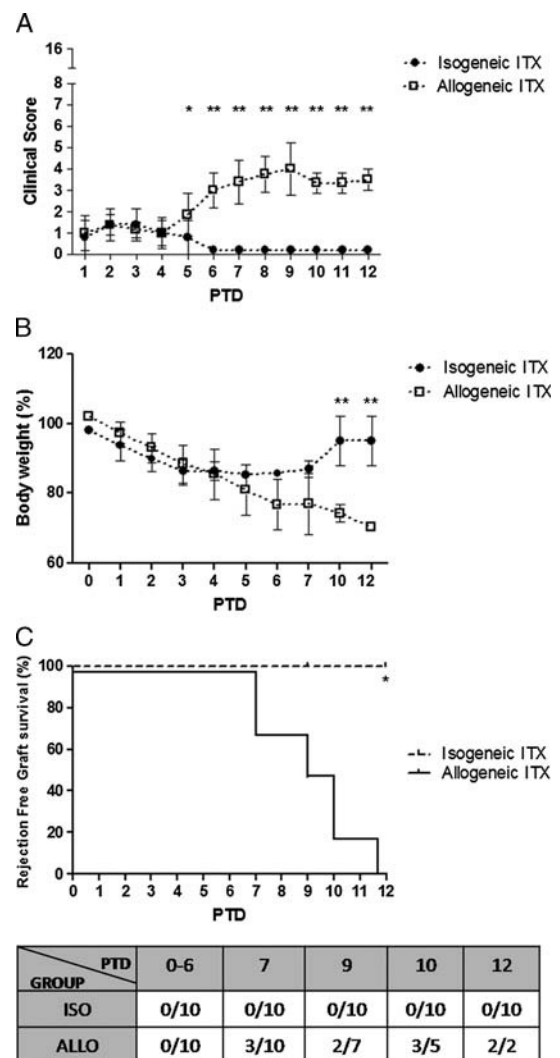 A
Clinical Score
16
8
7
6
5
4
3
2
1
0
* ** ** ** ** ** ** **
1 2 3 4 5 6 7 8 9 10 11 12
PTD
Isogeneic ITX
Allogeneic ITX
B
Body weight (%)
120
100
80
60
** **
0 1 2 3 4 5 6 7 10 12
PTD
Isogeneic ITX
Allogeneic ITX
C
Rejection Free Graft survival (%)
100
80
60
40
20
0
*
0 1 2 3 4 5 6 7 8 9 10 11 12
PTD
Isogeneic ITX
Allogeneic ITX
GROUP PTD 0-6 7 9 10 12
ISO 0/10 0/10 0/10 0/10 0/10
ALLO 0/10 3/10 2/7 3/5 2/2